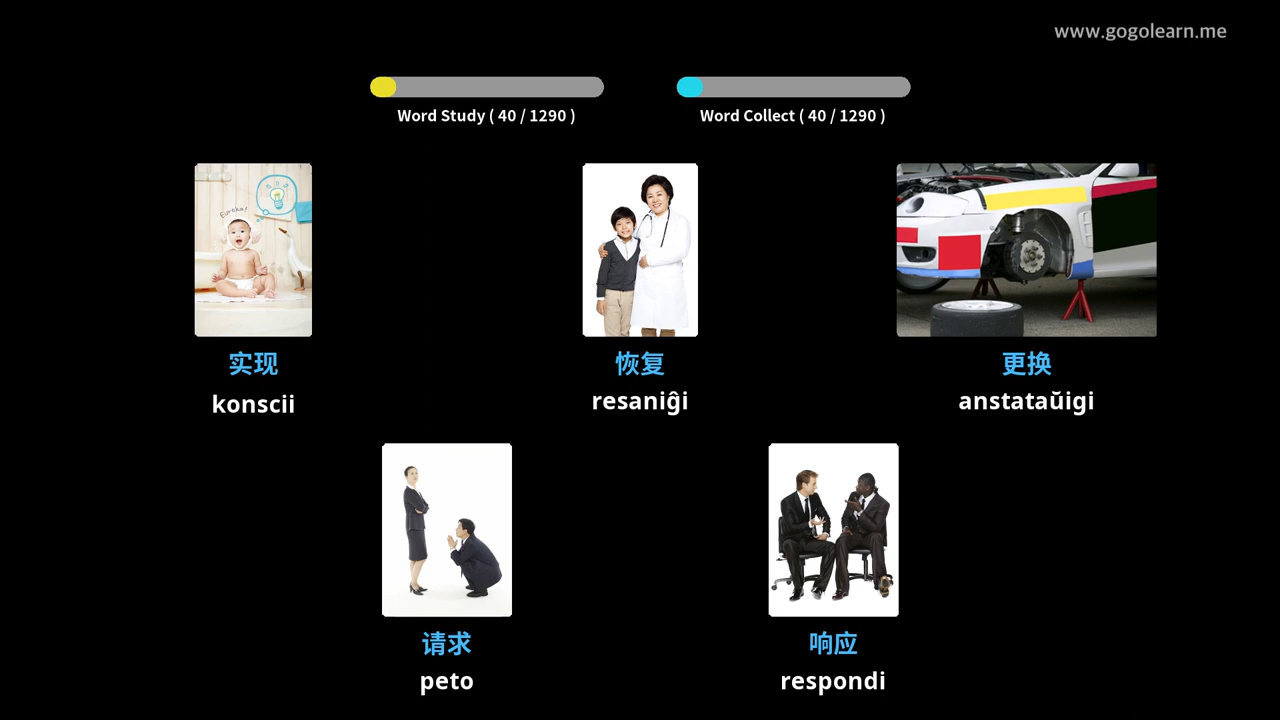 www.gogolearn.me
Word Study ( 40 / 1290 )
Word Collect ( 40 / 1290 )
Eureka!
实现
konscii
恢复
resaniĝi
更换
anstataŭigi
请求
peto
响应
respondi